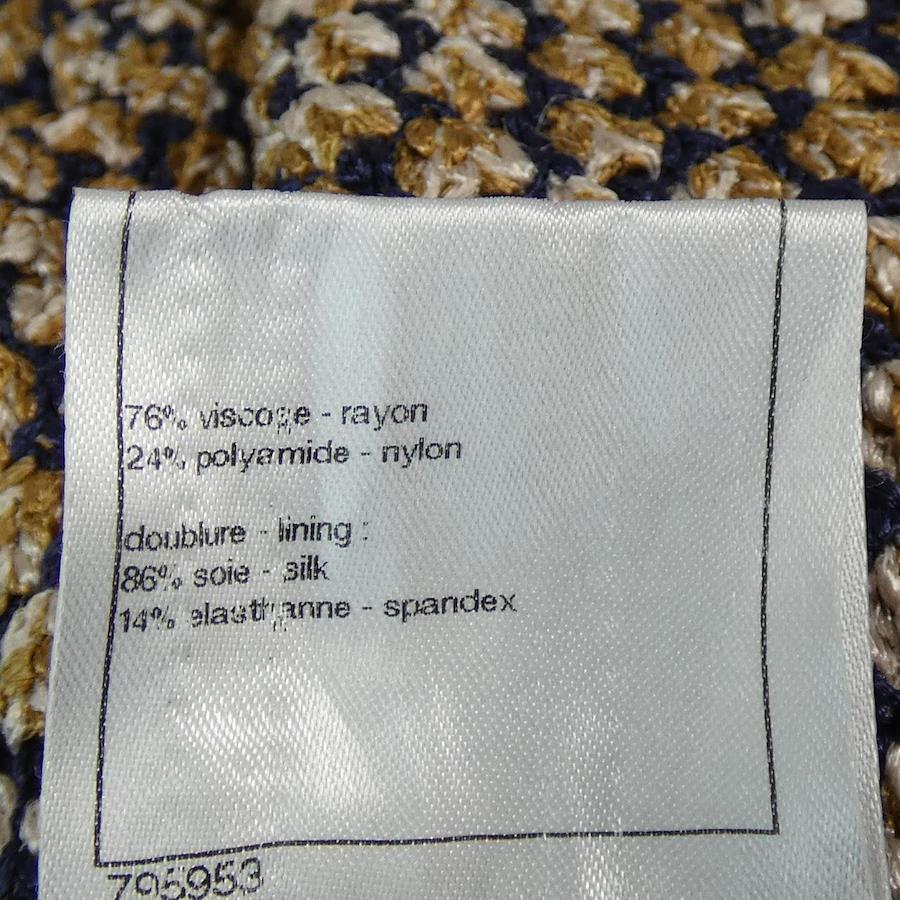 76% viscose - rayon
24% polyamide - nylon
doublure - lining :
86% soie - silk
14% elasthanne - spandex
795953